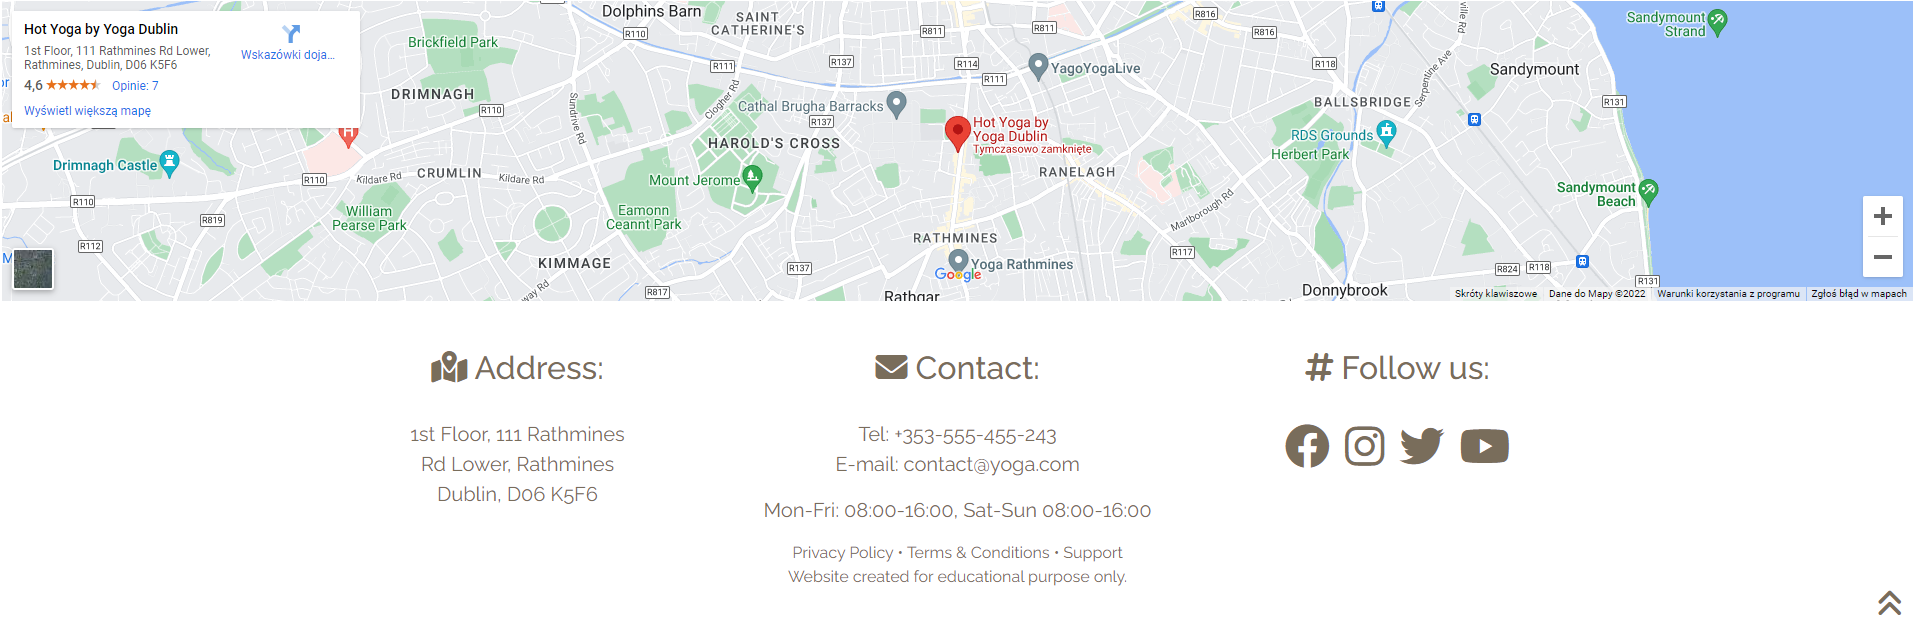 Hot Yoga by Yoga Dublin
1st Floor, 111 Rathmines Rd Lower,
Rathmines, Dublin, D06 K5F6
4,6
Opinie: 7
Wyświetl większą mapę
Wskazówki doja...
Dolphins Barn
SAINT
CATHERINE'S
R110
R811
R811
R816
R816
Sandymount
Strand
Brickfield Park
R111
R137
R114
R111
YagoYogaLive
R118
Serpentine Ave
Sandymount
DRIMNAGH
R110
Sundrive Rd
Clogher Rd
Cathal Brugha Barracks
R137
BALLSBRIDGE
R131
H
Hot Yoga by
Yoga Dublin
Tymczasowo zamknięte
RDS Grounds
Herbert Park
HAROLD'S CROSS
Drimnagh Castle
R110
Kildare Rd
CRUMLIN
Kildare Rd
Mount Jerome
RANELAGH
Sandymount
Beach
R110
R819
William
Pearse Park
Eamonn
Ceannt Park
Marlborough Rd
R112
RATHMINES
R117
KIMMAGE
R137
Yoga Rathmines
Google
R824
R118
R131
R817
Rathgar
Donnybrook
Skróty klawiszowe
Dane do Mapy ©2022
Warunki korzystania z programu
Zgłoś błąd w mapach
Address:
1st Floor, 111 Rathmines
Rd Lower, Rathmines
Dublin, D06 K5F6
Contact:
Tel: +353-555-455-243
E-mail: contact@yoga.com
Mon-Fri: 08:00-16:00, Sat-Sun 08:00-16:00
Privacy Policy • Terms & Conditions • Support
Website created for educational purpose only.
# Follow us: